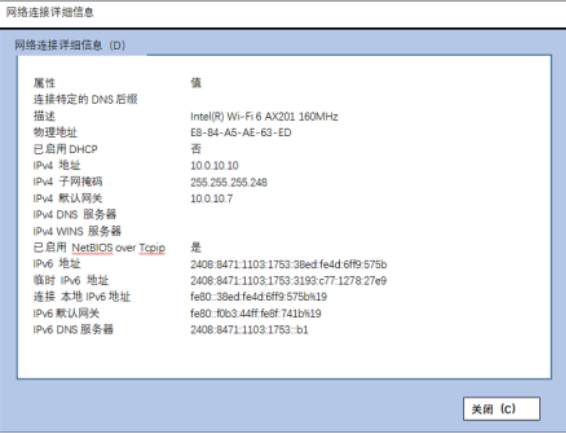 网络连接详细信息
网络连接详细信息（D）
属性 值
连接特定的 DNS 后缀
描述 Intel(R) Wi-Fi 6 AX201 160MHz
物理地址 E8-84-A5-AE-63-ED
已启用 DHCP 否
IPv4 地址 10.0.10.10
IPv4 子网掩码 255.255.255.248
IPv4 默认网关 10.0.10.7
IPv4 DNS 服务器
IPv4 WINS 服务器
已启用 NetBIOS over Tcpip 是
IPv6 地址 2408:8471:1103:1753:38ed:fe4d:6ff9:575b
临时 IPv6 地址 2408:8471:1103;1753:3193:c77:1278:27e9
连接 本地 IPv6 地址 fe80::38ed:fe4d:6ff9:575b%19
IPv6 默认网关 fe80::f0b3:44ff:fe8f:741b%19
IPv6 DNS 服务器 2408:8471:1103:1753::b1
关闭（C）